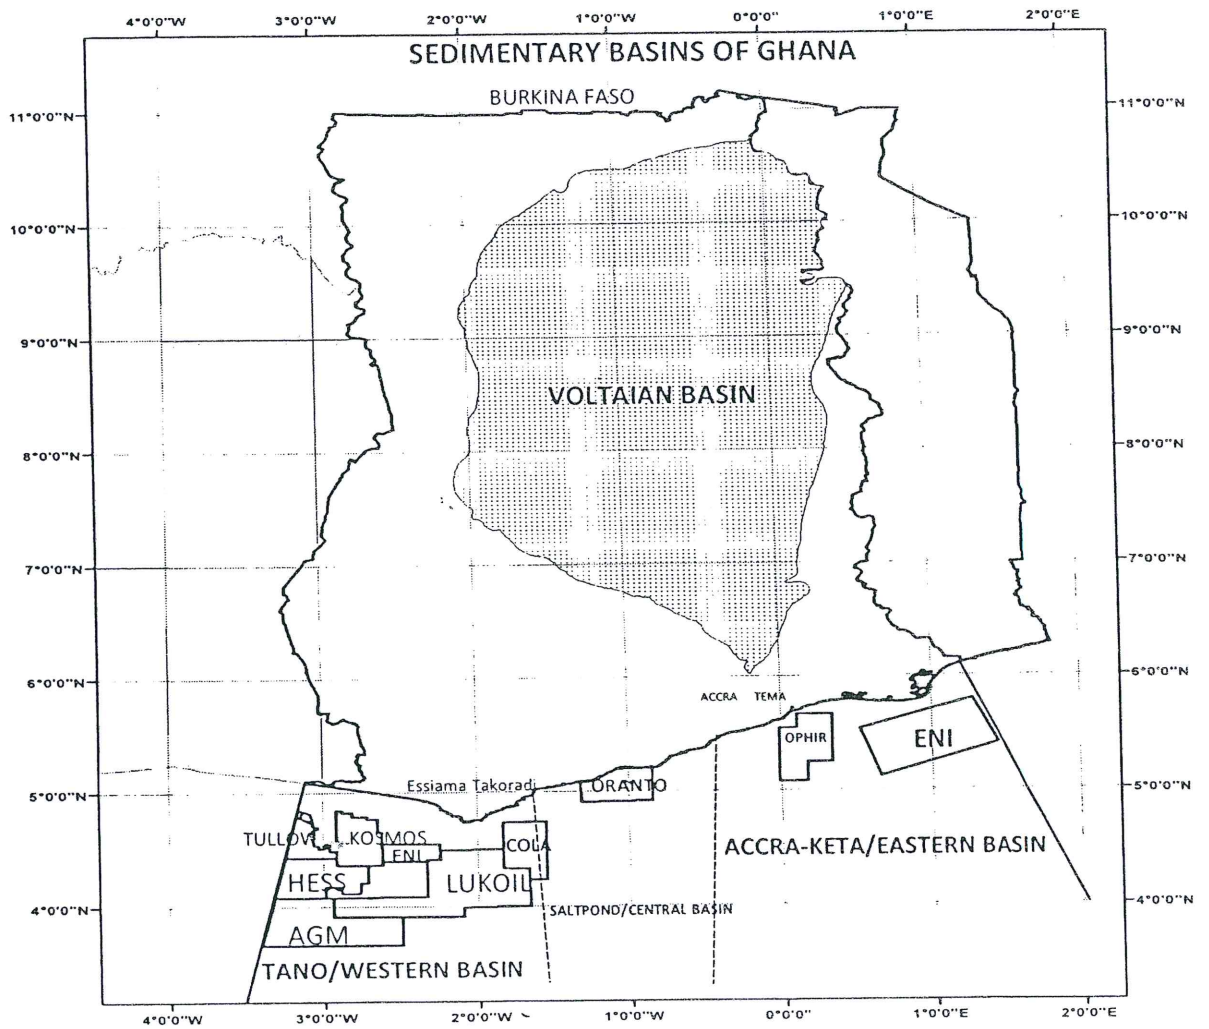 4°0'0"W 3°0'0"W 2°0'0"W 0°0'0" 1°0'0"E 2°0'0"E
SEDIMENTARY BASINS OF GHANA
BURKINA FASO
11°0'0"N 11°0'0"N
10°0'0"N 10°0'0"N
9°0'0"N 9°0'0"N
VOLTAIAN BASIN
8°0'0"N 8°0'0"N
7°0'0"N 7°0'0"N
6°0'0"N 6°0'0"N
ACCRA TEMA
OPHIR ENI
Essiama Takoradi ORANTO
5°0'0"N 5°0'0"N
TULLOW KOSMOS COLA
ENI ACCRA-KETA/EASTERN BASIN
HESS LUKOIL
4°0'0"N SALTPOND/CENTRAL BASIN 4°0'0"N
AGM
TANO/WESTERN BASIN
4°0'0"W 3°0'0"W 2°0'0"W 1°0'0"W 0°0'0" 1°0'0"E 2°0'0"E